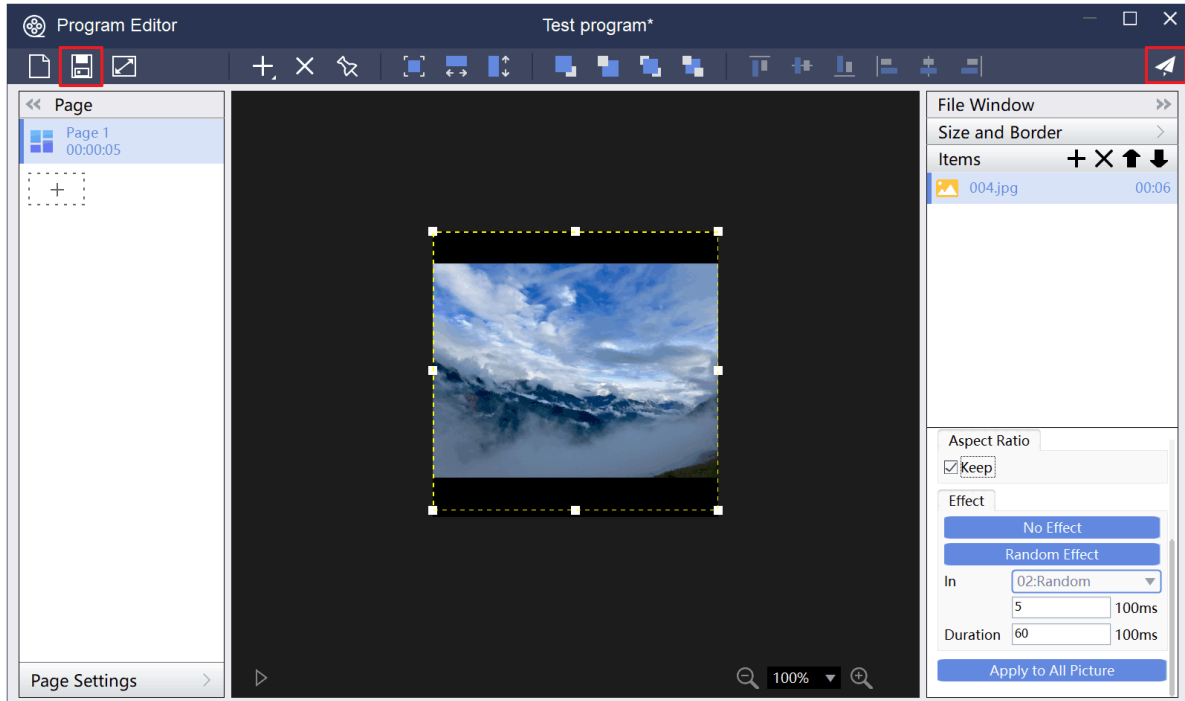 Program Editor
Test program*
Page
Page 1
00:00:05
Page Settings
100%
File Window
Size and Border
Items
004.jpg 00:06
Aspect Ratio
Keep
Effect
No Effect
Random Effect
In 02:Random
5 100ms
Duration 60 100ms
Apply to All Picture